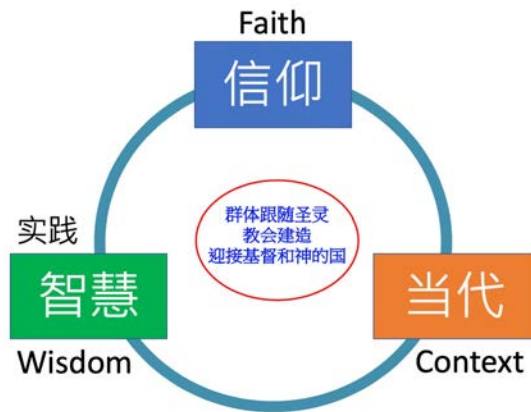 Faith
信仰
群体跟随圣灵
教会建造
迎接基督和神的国
实践
智慧
Wisdom
当代
Context